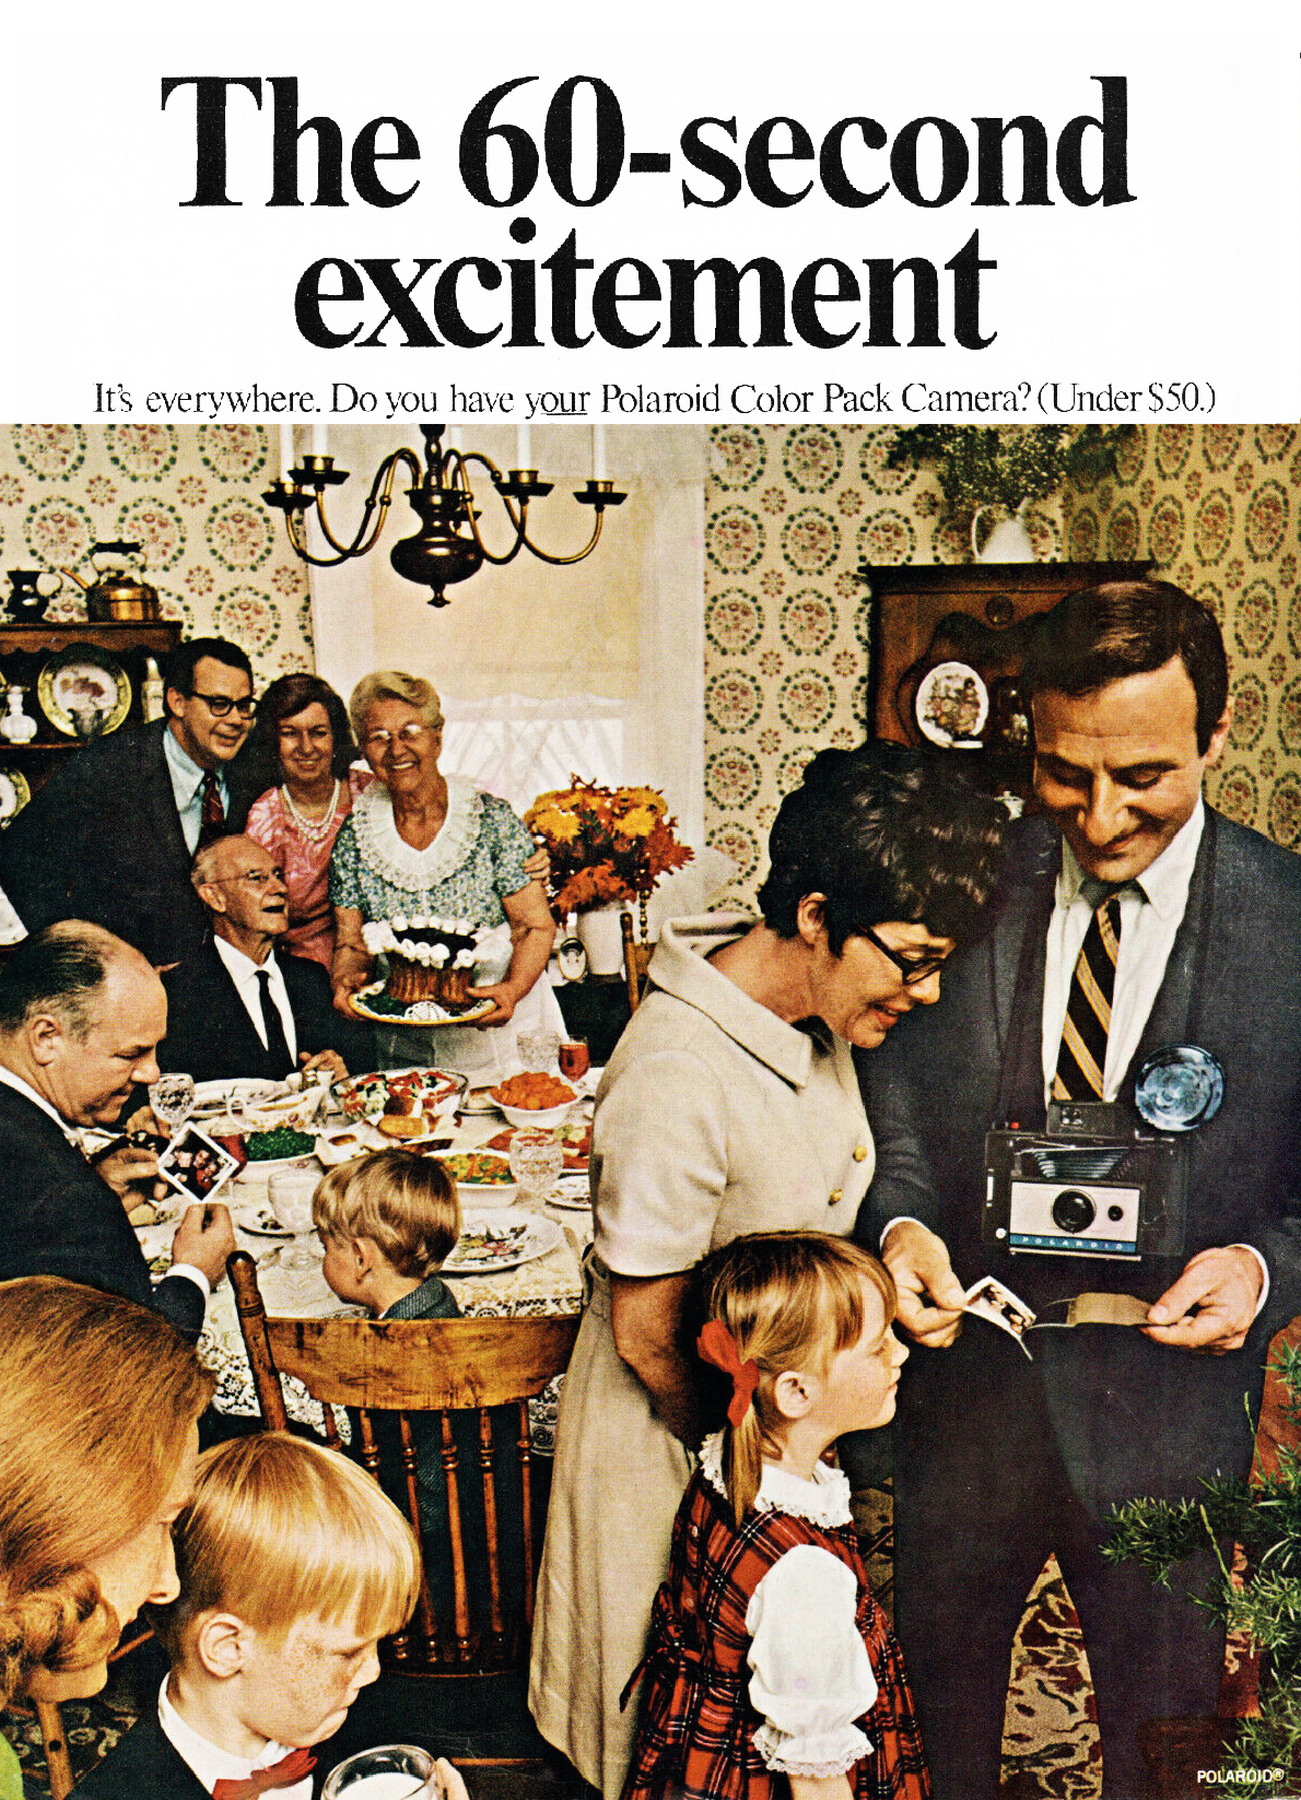 The 60-second
excitement
It's everywhere. Do you have your Polaroid Color Pack Camera? (Under $50.)
POLAROID
POLAROID®